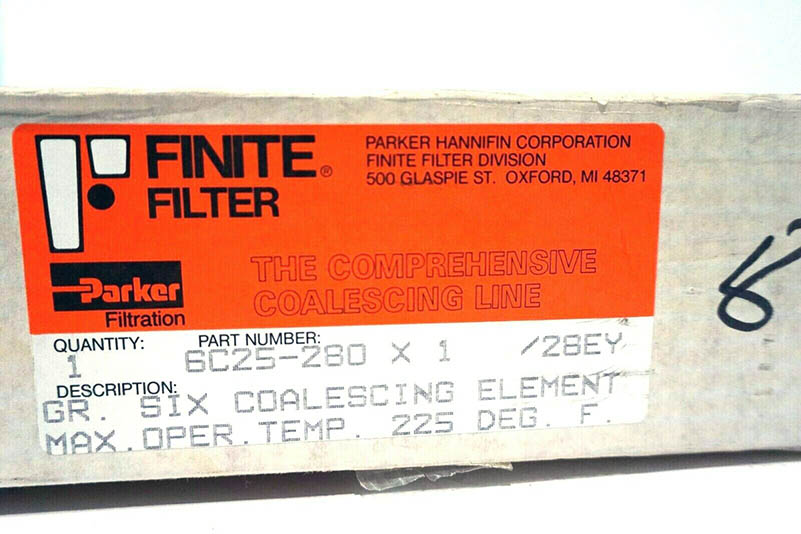 FINITE®
FILTER
PARKER HANNIFIN CORPORATION
FINITE FILTER DIVISION
500 GLASPIE ST. OXFORD, MI 48371
THE COMPREHENSIVE
COALESCING LINE
Parker
Filtration
QUANTITY: PART NUMBER:
1 6C25-280 X 1 /28EY
DESCRIPTION:
GR. SIX COALESCING ELEMENT
MAX.OPER.TEMP. 225 DEG. F.